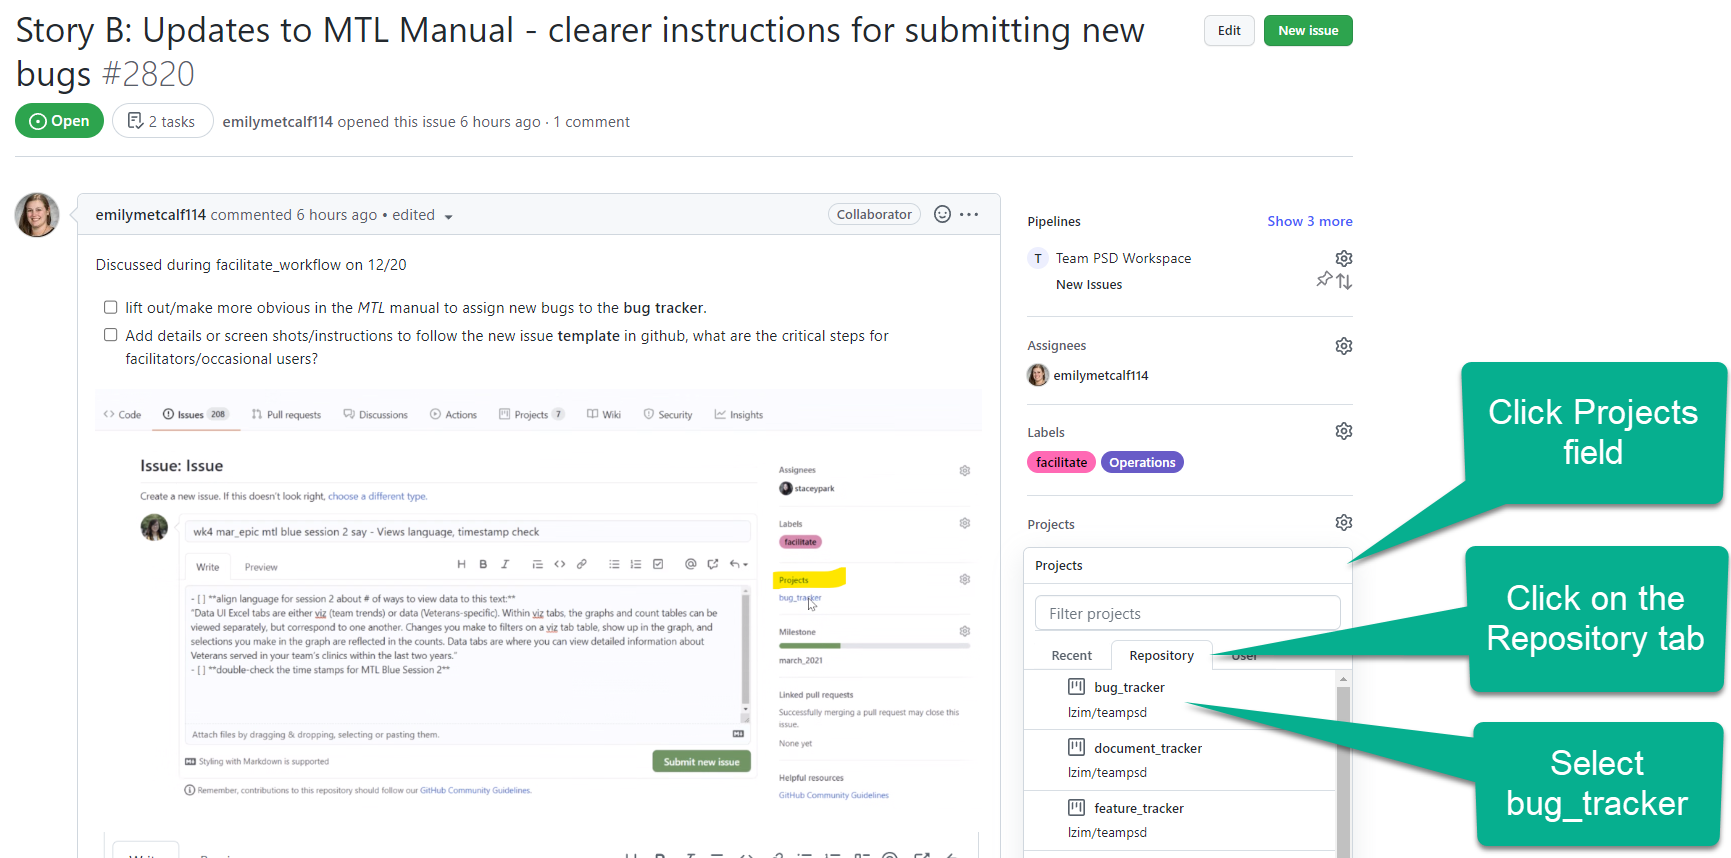 Story B: Updates to MTL Manual - clearer instructions for submitting new
bugs #2820
Edit
New issue
Open
2 tasks
emilymetcalf114 opened this issue 6 hours ago · 1 comment
emilymetcalf114 commented 6 hours ago • edited
Collaborator
Discussed during facilitate_workflow on 12/20
lift out/make more obvious in the MTL manual to assign new bugs to the bug tracker.
Add details or screen shots/instructions to follow the new issue template in github, what are the critical steps for
facilitators/occasional users?
Code
Issues 208
Pull requests
Discussions
Actions
Projects 7
Wiki
Security
Insights
Issue: Issue
Create a new issue. If this doesn't look right, choose a different type.
wk4 mar_epic mtl blue session 2 say - Views language, timestamp check
Write
Preview
H B I
- [ ] **align language for session 2 about # of ways to view data to this text:**
"Data UI Excel tabs are either viz (team trends) or data (Veterans-specific). Within viz tabs, the graphs and count tables can be
viewed separately, but correspond to one another. Changes you make to filters on a viz tab table, show up in the graph, and
selections you make in the graph are reflected in the counts. Data tabs are where you can view detailed information about
Veterans served in your team's clinics within the last two years."
- [ ] **double-check the time stamps for MTL Blue Session 2**
Attach files by dragging & dropping, selecting or pasting them.
Styling with Markdown is supported
Submit new issue
Remember, contributions to this repository should follow our GitHub Community Guidelines.
Assignees
staceypark
Labels
facilitate
Projects
bug_tracker
Milestone
march_2021
Linked pull requests
Successfully merging a pull request may close this
issue.
None yet
Helpful resources
GitHub Community Guidelines
Pipelines
Show 3 more
T Team PSD Workspace
New Issues
Assignees
emilymetcalf114
Labels
facilitate
Operations
Projects
Projects
Filter projects
Recent
Repository
User
bug_tracker
lzim/teampsd
document_tracker
lzim/teampsd
feature_tracker
lzim/teampsd
Click Projects
field
Click on the
Repository tab
Select
bug_tracker